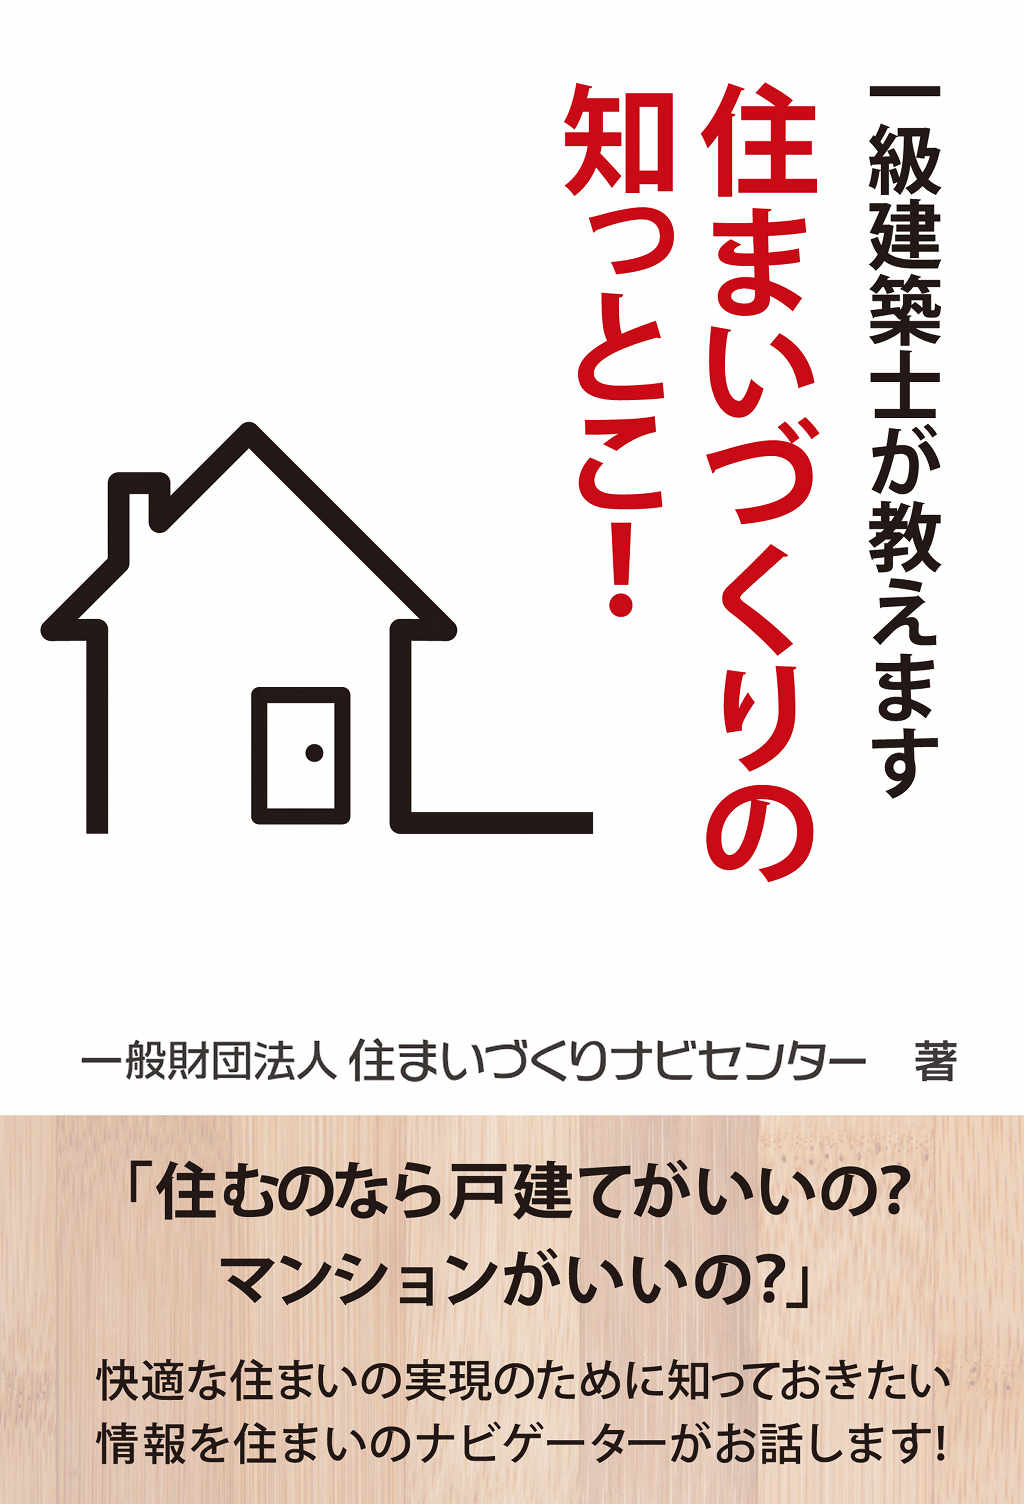 一級建築士が教えます
住まいづくりの
知っとこ！
一般財団法人 住まいづくりナビセンター　著
「住むのなら戸建てがいいの？
マンションがいいの？」
快適な住まいの実現のために知っておきたい
情報を住まいのナビゲーターがお話します！